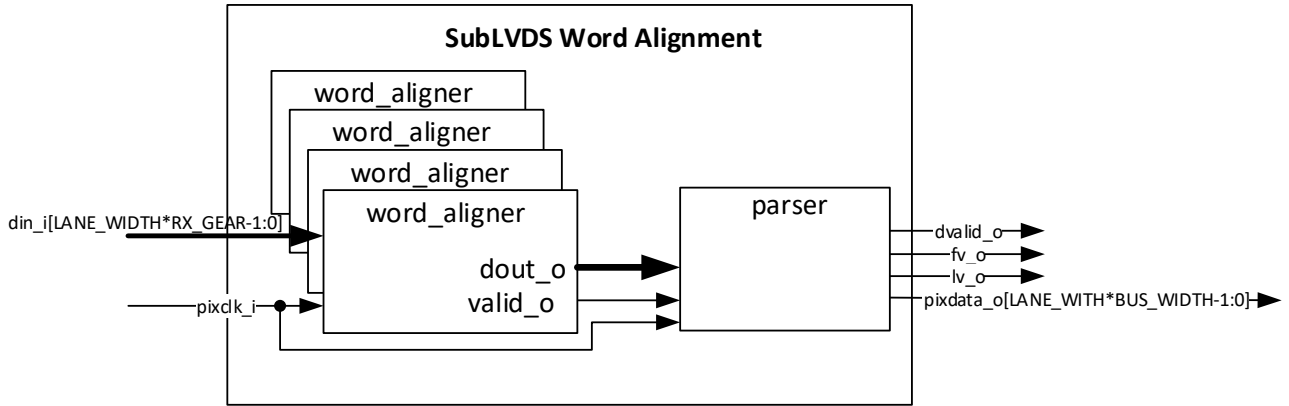 SubLVDS Word Alignment
word_aligner
word_aligner
word_aligner
word_aligner
din_i[LANE_WIDTH*RX_GEAR-1:0]
dout_o
valid_o
pixclk_i
parser
dvalid_o
fv_o
lv_o
pixdata_o[LANE_WITH*BUS_WIDTH-1:0]